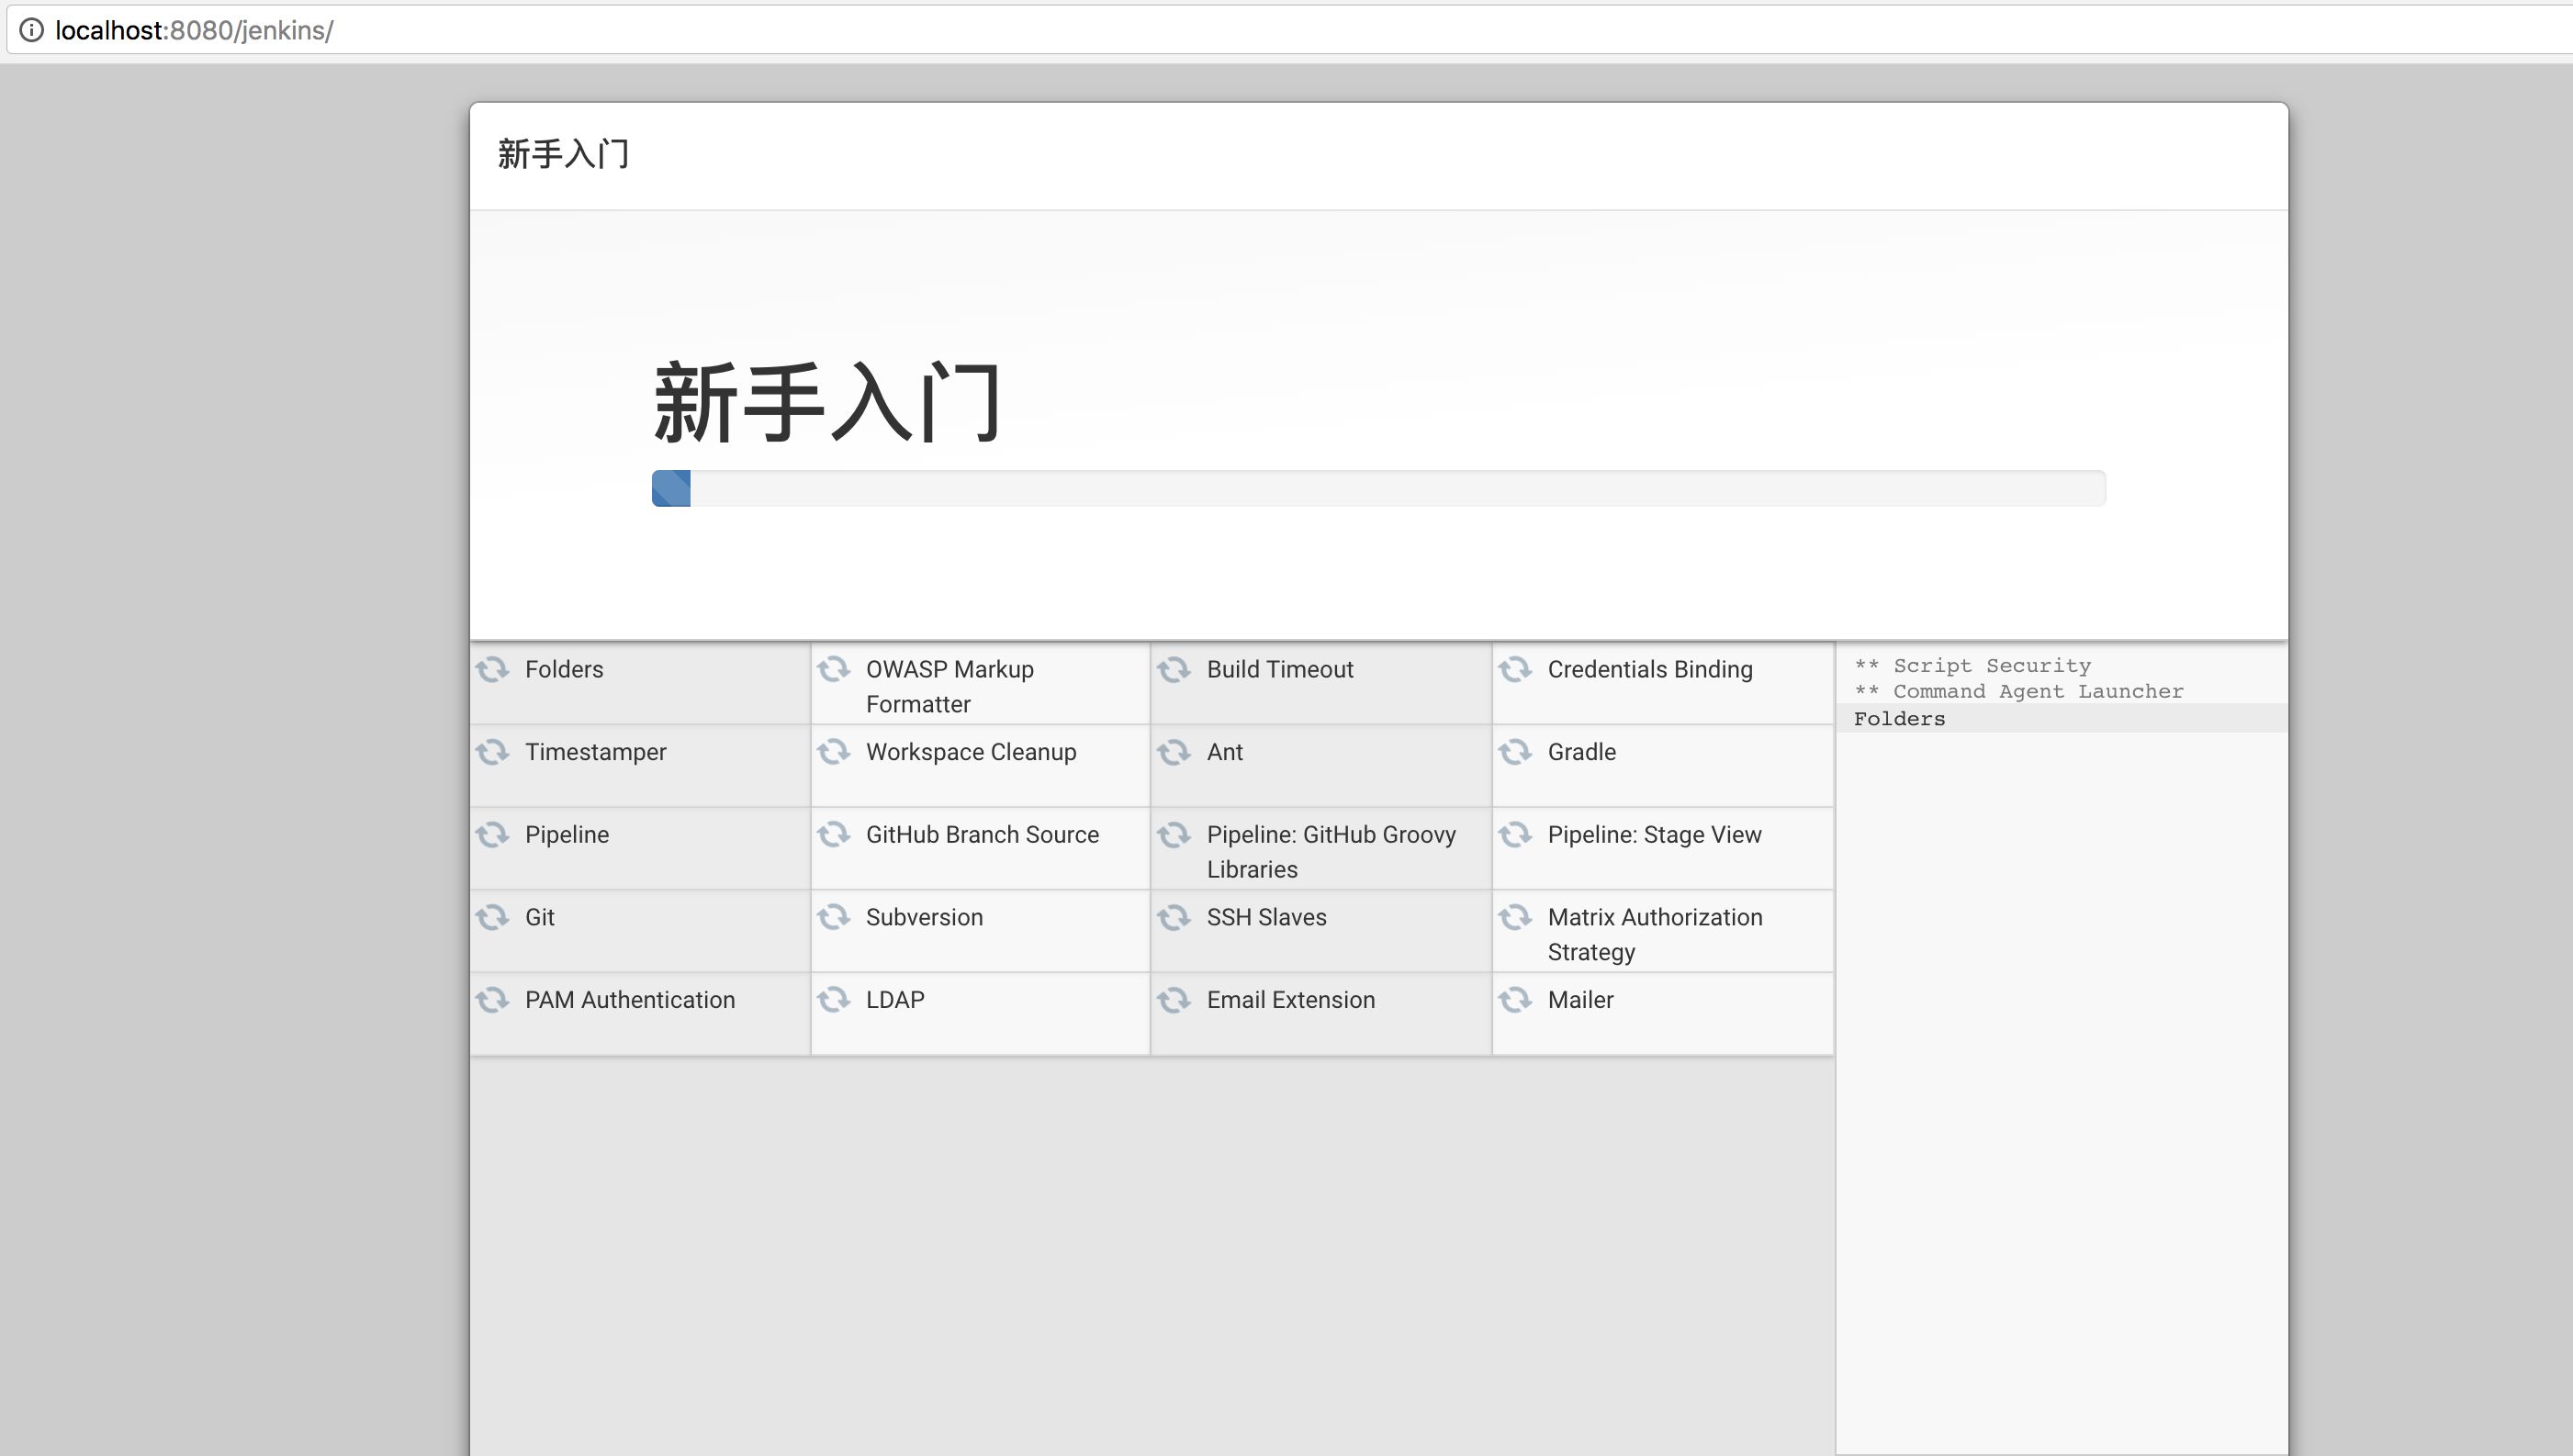 localhost:8080/jenkins/
新手入门
新手入门
Folders
OWASP Markup
Formatter
Build Timeout
Credentials Binding
Timestamper
Workspace Cleanup
Ant
Gradle
Pipeline
GitHub Branch Source
Pipeline: GitHub Groovy
Libraries
Pipeline: Stage View
Git
Subversion
SSH Slaves
Matrix Authorization
Strategy
PAM Authentication
LDAP
Email Extension
Mailer
** Script Security
** Command Agent Launcher
Folders